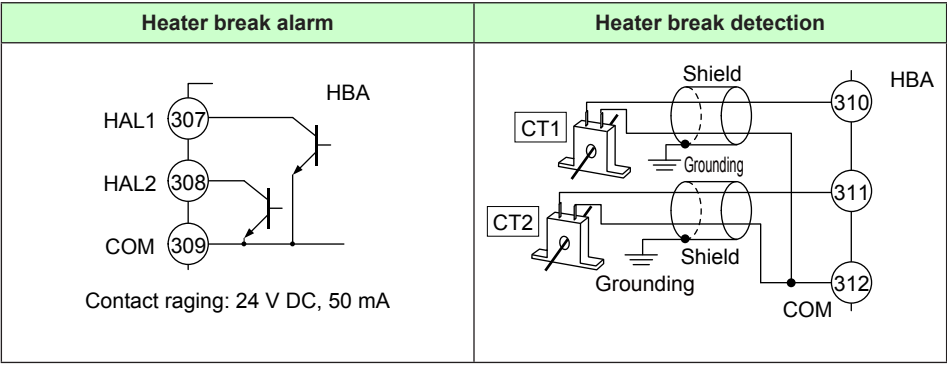 Heater break alarm
HBA
HAL1 307
HAL2 308
COM 309
Contact raging: 24 V DC, 50 mA
Heater break detection
Shield
HBA
310
CT1
Grounding
311
CT2
Shield
Grounding
312
COM